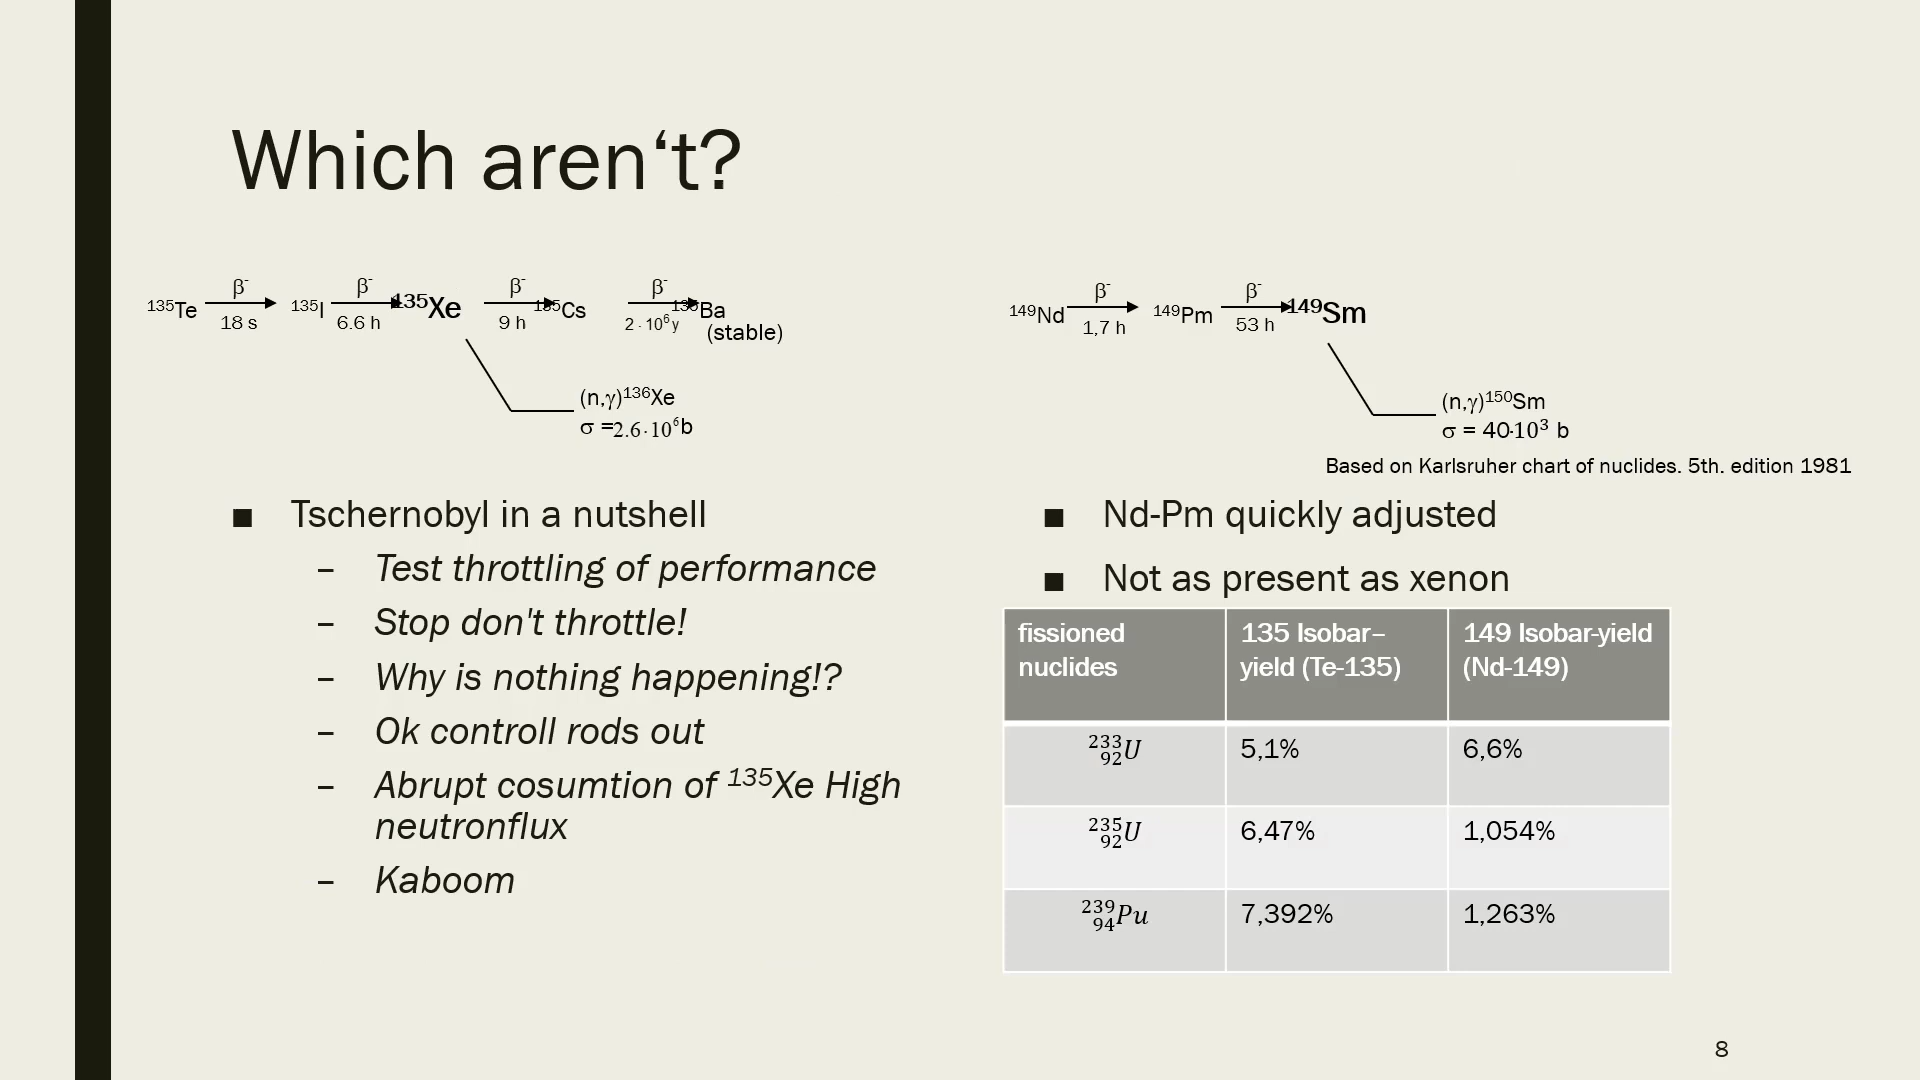 Which aren‘t?
¹³⁵Te β⁻ 18 s ¹³⁵I β⁻ 6.6 h ¹³⁵Xe β⁻ 9 h ¹³⁵Cs β⁻ 2 · 10⁶ y ¹³⁵Ba
(stable)
(n,γ)¹³⁶Xe
σ =2.6·10⁶b
¹⁴⁹Nd β⁻ 1,7 h ¹⁴⁹Pm β⁻ 53 h ¹⁴⁹Sm
(n,γ)¹⁵⁰Sm
σ = 40·10³ b
Based on Karlsruher chart of nuclides. 5th. edition 1981
■ Tschernobyl in a nutshell
– Test throttling of performance
– Stop don't throttle!
– Why is nothing happening!?
– Ok controll rods out
– Abrupt cosumtion of ¹³⁵Xe High
neutronflux
– Kaboom
■ Nd-Pm quickly adjusted
■ Not as present as xenon
fissioned nuclides 135 Isobar–yield (Te-135) 149 Isobar-yield (Nd-149)
²³³₉₂U 5,1% 6,6%
²³⁵₉₂U 6,47% 1,054%
²³⁹₉₄Pu 7,392% 1,263%
8